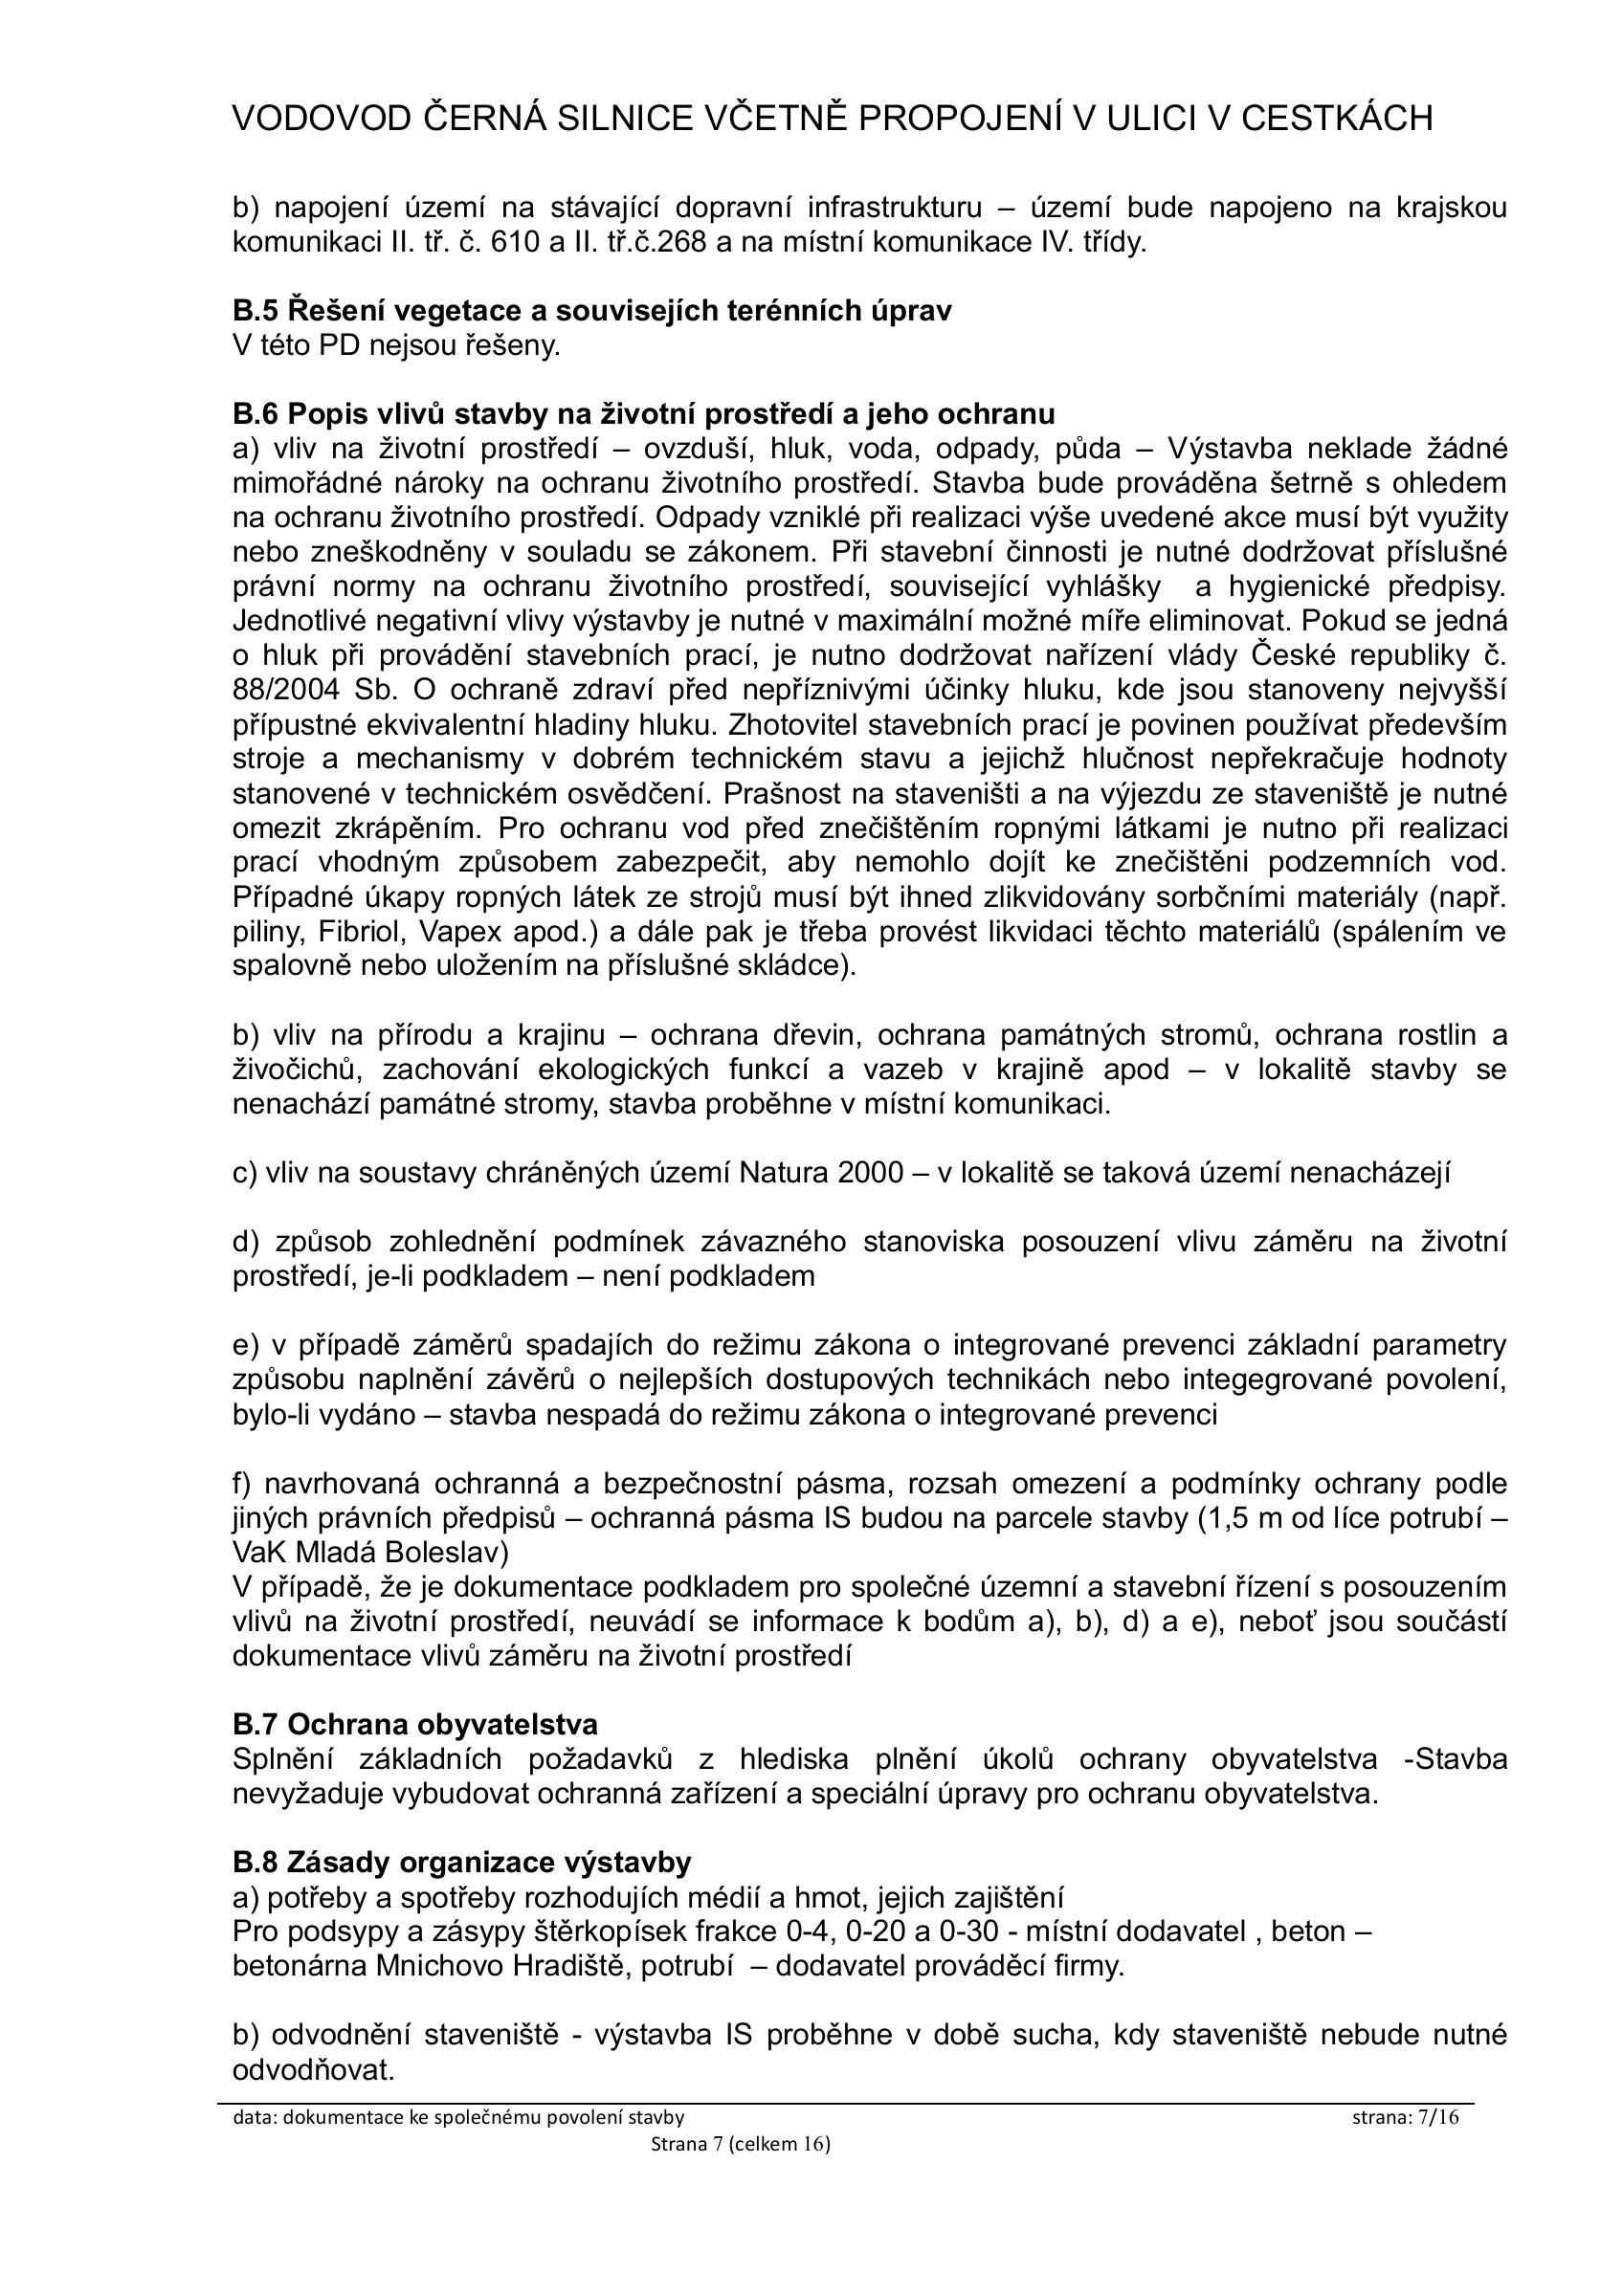 VODOVOD ČERNÁ SILNICE VČETNĚ PROPOJENÍ V ULICI V CESTKÁCH
b) napojení území na stávající dopravní infrastrukturu – území bude napojeno na krajskou
komunikaci II. tř. č. 610 a II. tř.č.268 a na místní komunikace IV. třídy.
B.5 Řešení vegetace a souvisejích terénních úprav
V této PD nejsou řešeny.
B.6 Popis vlivů stavby na životní prostředí a jeho ochranu
a) vliv na životní prostředí – ovzduší, hluk, voda, odpady, půda – Výstavba neklade žádné
mimořádné nároky na ochranu životního prostředí. Stavba bude prováděna šetrně s ohledem
na ochranu životního prostředí. Odpady vzniklé při realizaci výše uvedené akce musí být využity
nebo zneškodněny v souladu se zákonem. Při stavební činnosti je nutné dodržovat příslušné
právní normy na ochranu životního prostředí, související vyhlášky  a hygienické předpisy.
Jednotlivé negativní vlivy výstavby je nutné v maximální možné míře eliminovat. Pokud se jedná
o hluk při provádění stavebních prací, je nutno dodržovat nařízení vlády České republiky č.
88/2004 Sb. O ochraně zdraví před nepříznivými účinky hluku, kde jsou stanoveny nejvyšší
přípustné ekvivalentní hladiny hluku. Zhotovitel stavebních prací je povinen používat především
stroje a mechanismy v dobrém technickém stavu a jejichž hlučnost nepřekračuje hodnoty
stanovené v technickém osvědčení. Prašnost na staveništi a na výjezdu ze staveniště je nutné
omezit zkrápěním. Pro ochranu vod před znečištěním ropnými látkami je nutno při realizaci
prací vhodným způsobem zabezpečit, aby nemohlo dojít ke znečištěni podzemních vod.
Případné úkapy ropných látek ze strojů musí být ihned zlikvidovány sorbčními materiály (např.
piliny, Fibriol, Vapex apod.) a dále pak je třeba provést likvidaci těchto materiálů (spálením ve
spalovně nebo uložením na příslušné skládce).
b) vliv na přírodu a krajinu – ochrana dřevin, ochrana památných stromů, ochrana rostlin a
živočichů, zachování ekologických funkcí a vazeb v krajině apod – v lokalitě stavby se
nenachází památné stromy, stavba proběhne v místní komunikaci.
c) vliv na soustavy chráněných území Natura 2000 – v lokalitě se taková území nenacházejí
d) způsob zohlednění podmínek závazného stanoviska posouzení vlivu záměru na životní
prostředí, je-li podkladem – není podkladem
e) v případě záměrů spadajích do režimu zákona o integrované prevenci základní parametry
způsobu naplnění závěrů o nejlepších dostupových technikách nebo integegrované povolení,
bylo-li vydáno – stavba nespadá do režimu zákona o integrované prevenci
f) navrhovaná ochranná a bezpečnostní pásma, rozsah omezení a podmínky ochrany podle
jiných právních předpisů – ochranná pásma IS budou na parcele stavby (1,5 m od líce potrubí –
VaK Mladá Boleslav)
V případě, že je dokumentace podkladem pro společné územní a stavební řízení s posouzením
vlivů na životní prostředí, neuvádí se informace k bodům a), b), d) a e), neboť jsou součástí
dokumentace vlivů záměru na životní prostředí
B.7 Ochrana obyvatelstva
Splnění základních požadavků z hlediska plnění úkolů ochrany obyvatelstva -Stavba
nevyžaduje vybudovat ochranná zařízení a speciální úpravy pro ochranu obyvatelstva.
B.8 Zásady organizace výstavby
a) potřeby a spotřeby rozhodujích médií a hmot, jejich zajištění
Pro podsypy a zásypy štěrkopísek frakce 0-4, 0-20 a 0-30 - místní dodavatel , beton –
betonárna Mnichovo Hradiště, potrubí  – dodavatel prováděcí firmy.
b) odvodnění staveniště - výstavba IS proběhne v době sucha, kdy staveniště nebude nutné
odvodňovat.
data: dokumentace ke společnému povolení stavby strana: 7/16
Strana 7 (celkem 16)